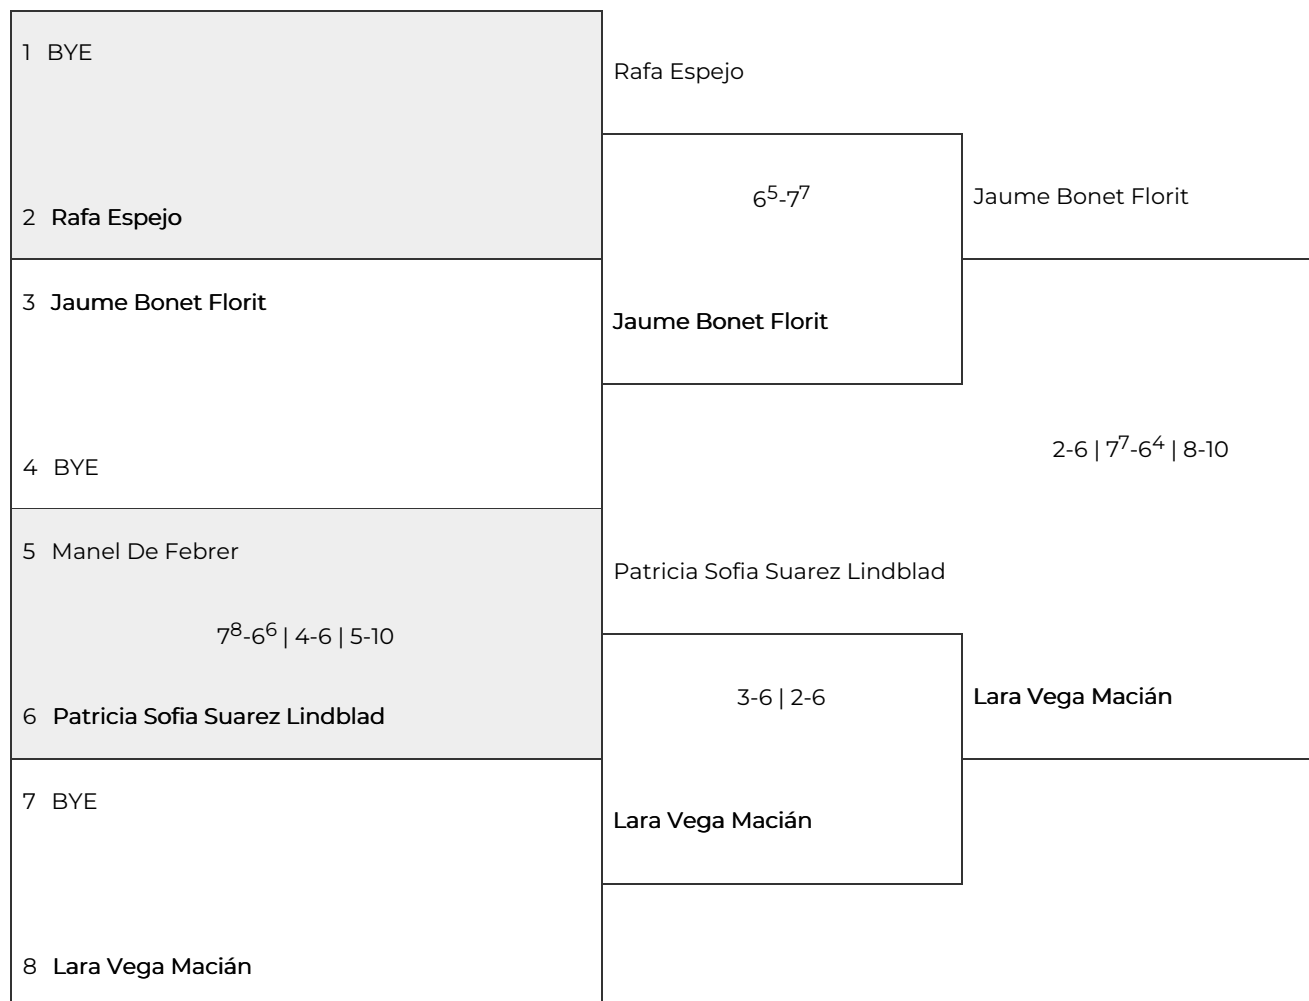 1 BYE
2 Rafa Espejo
3 Jaume Bonet Florit
4 BYE
5 Manel De Febrer
7⁸-6⁶ | 4-6 | 5-10
6 Patricia Sofia Suarez Lindblad
7 BYE
8 Lara Vega Macián
Rafa Espejo
6⁵-7⁷
Jaume Bonet Florit
Patricia Sofia Suarez Lindblad
3-6 | 2-6
Lara Vega Macián
Jaume Bonet Florit
2-6 | 7⁷-6⁴ | 8-10
Lara Vega Macián